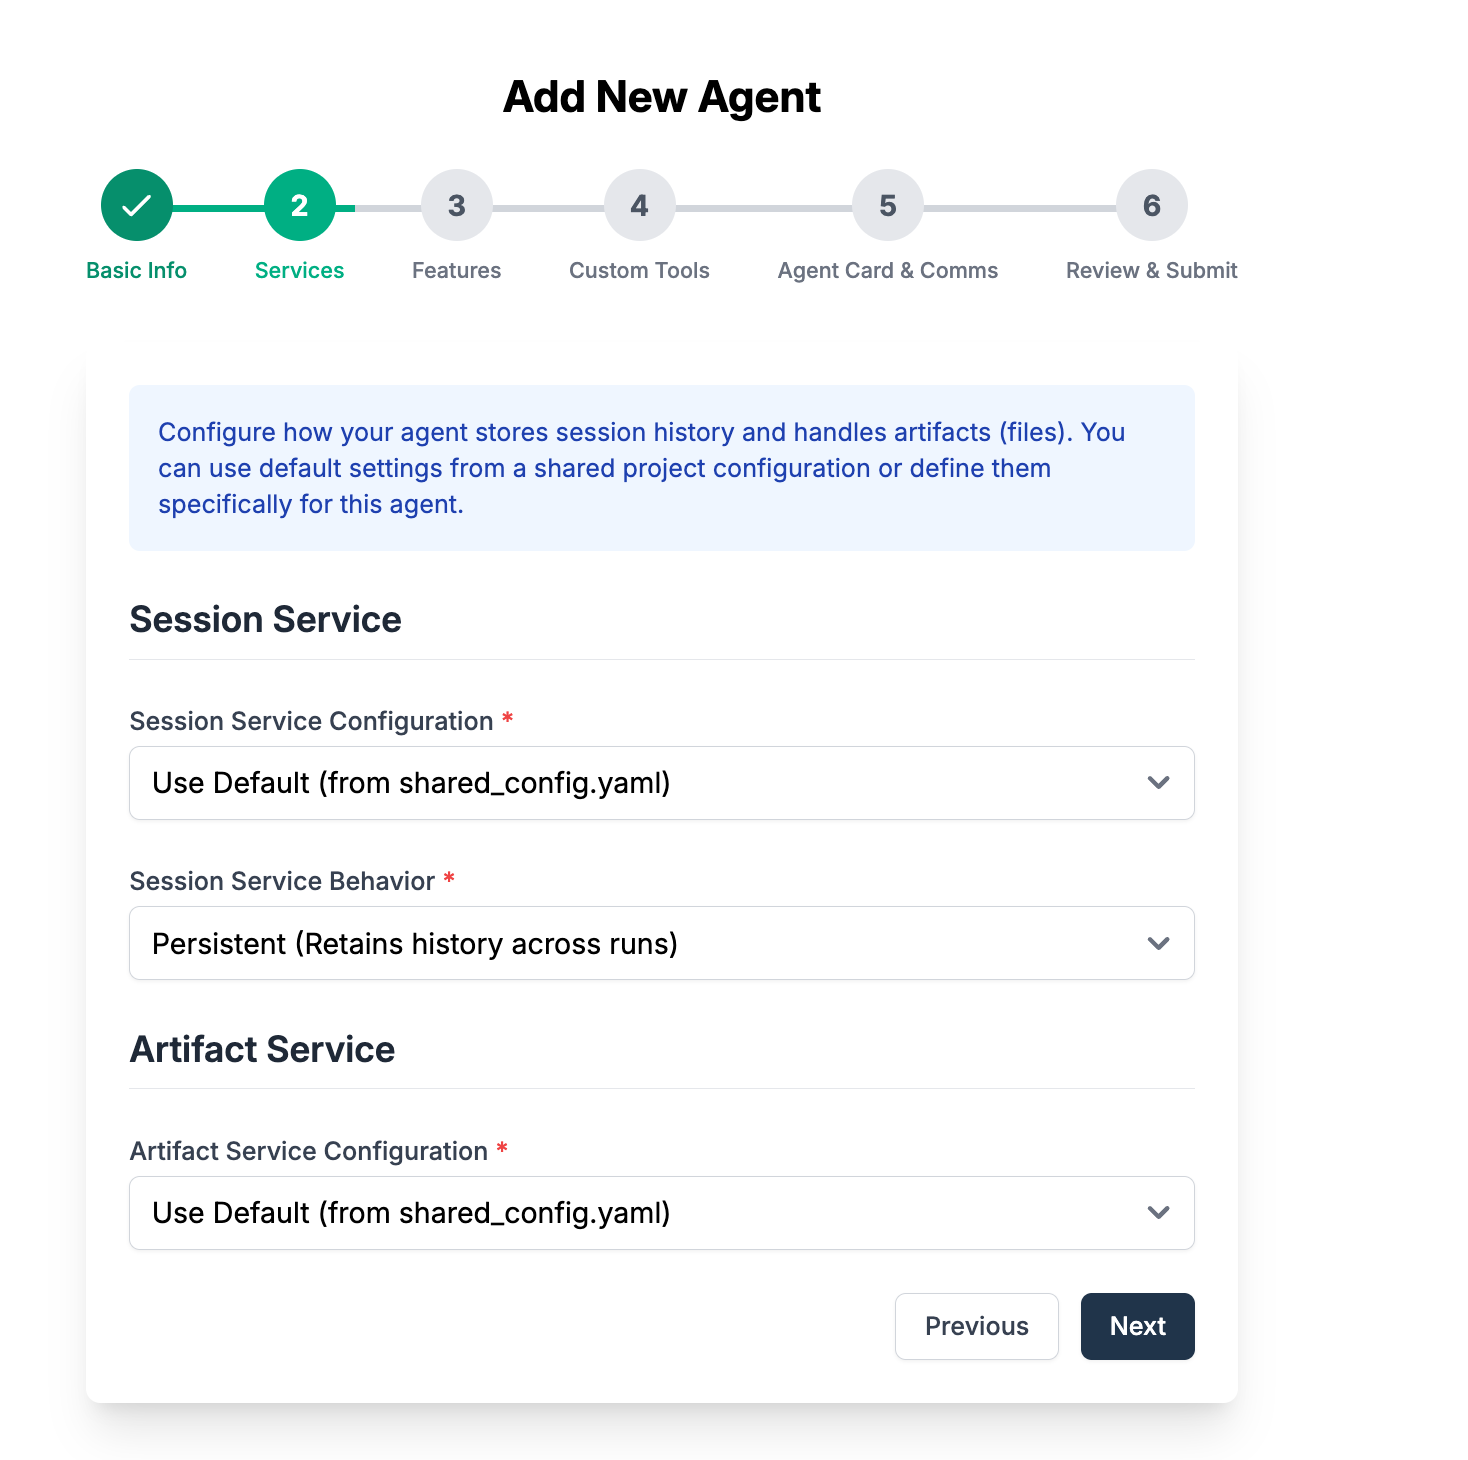 Add New Agent
2
3
4
5
6
Basic Info
Services
Features
Custom Tools
Agent Card & Comms
Review & Submit
Configure how your agent stores session history and handles artifacts (files). You
can use default settings from a shared project configuration or define them
specifically for this agent.
Session Service
Session Service Configuration *
Use Default (from shared_config.yaml)
Session Service Behavior *
Persistent (Retains history across runs)
Artifact Service
Artifact Service Configuration *
Use Default (from shared_config.yaml)
Previous
Next